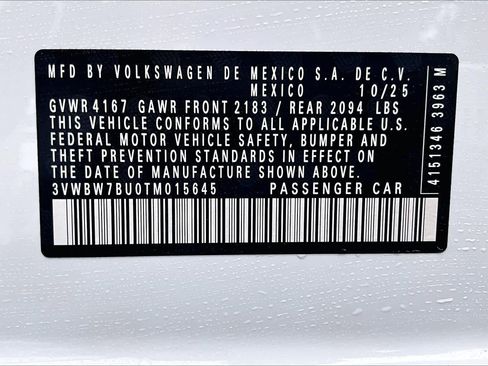 MFD BY VOLKSWAGEN DE MEXICO S.A. DE C.V.
MEXICO 10/25
GVWR 4167 GAWR FRONT 2183 / REAR 2094 LBS
THIS VEHICLE CONFORMS TO ALL APPLICABLE U.S.
FEDERAL MOTOR VEHICLE SAFETY, BUMPER AND
THEFT PREVENTION STANDARDS IN EFFECT ON
THE DATE OF MANUFACTURE SHOWN ABOVE.
3VWBW7BU0TM015645 PASSENGER CAR
4151346 3963 M